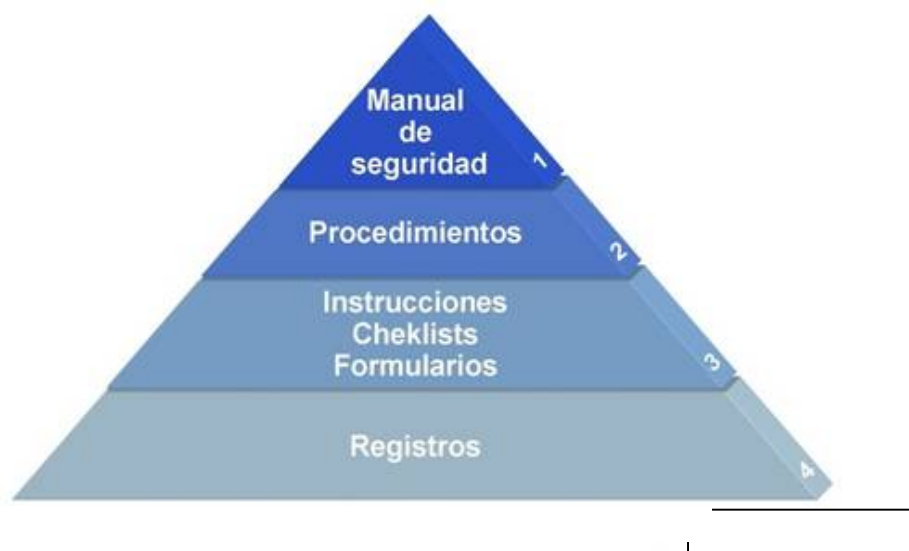 Manual
de
seguridad
1
Procedimientos
2
Instrucciones
Cheklists
Formularios
3
Registros
4